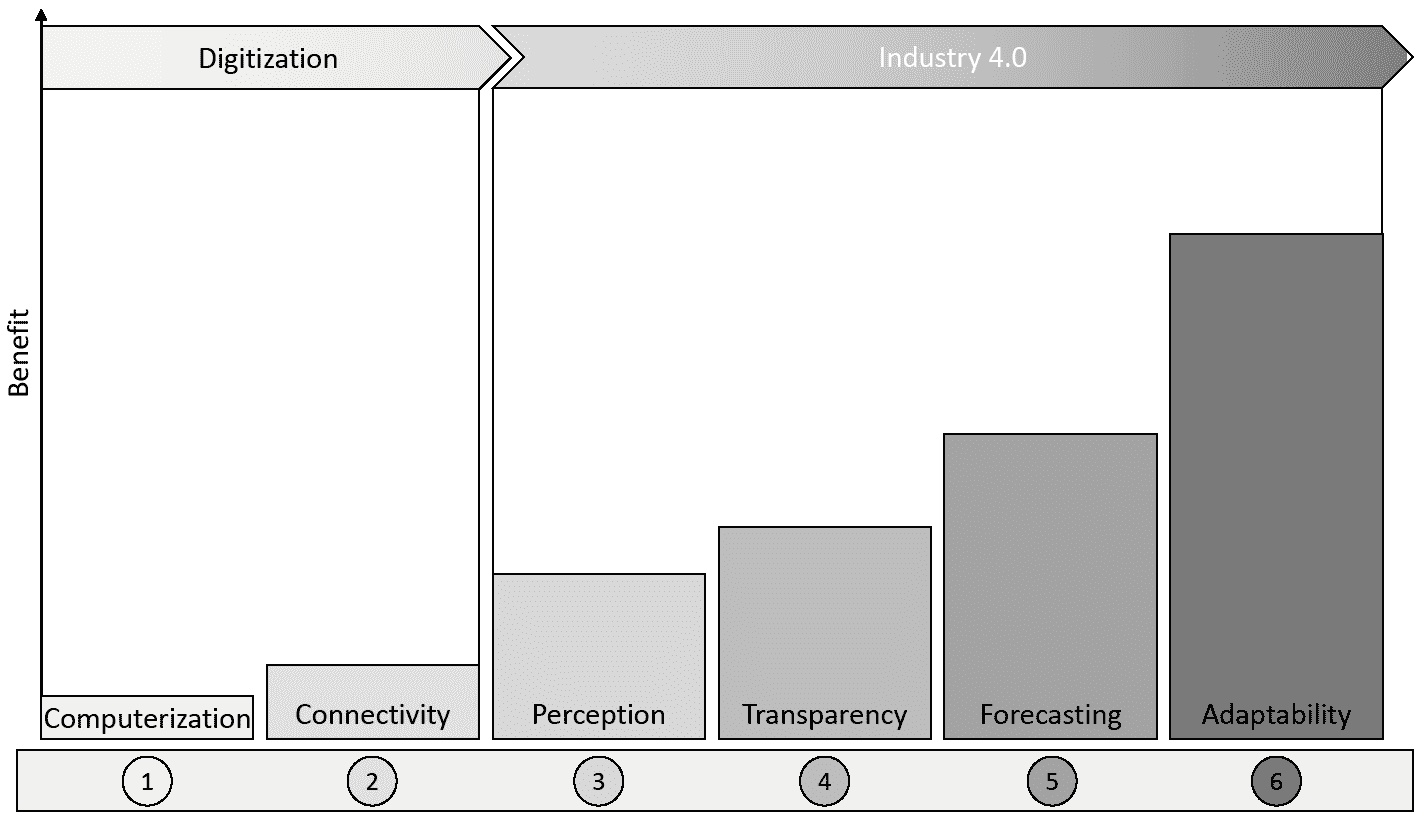 Digitization
Industry 4.0
Benefit
Computerization
Connectivity
Perception
Transparency
Forecasting
Adaptability
1
2
3
4
5
6